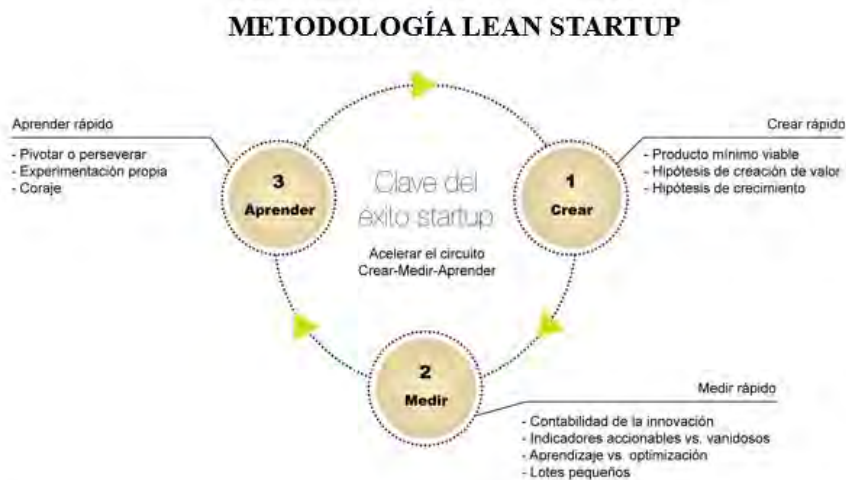 METODOLOGÍA LEAN STARTUP
Aprender rápido
- Pivotar o perseverar
- Experimentación propia
- Coraje
3
Aprender
Clave del
éxito startup
Acelerar el circuito
Crear-Medir-Aprender
1
Crear
Crear rápido
- Producto mínimo viable
- Hipótesis de creación de valor
- Hipótesis de crecimiento
2
Medir
Medir rápido
- Contabilidad de la innovación
- Indicadores accionables vs. vanidosos
- Aprendizaje vs. optimización
- Lotes pequeños